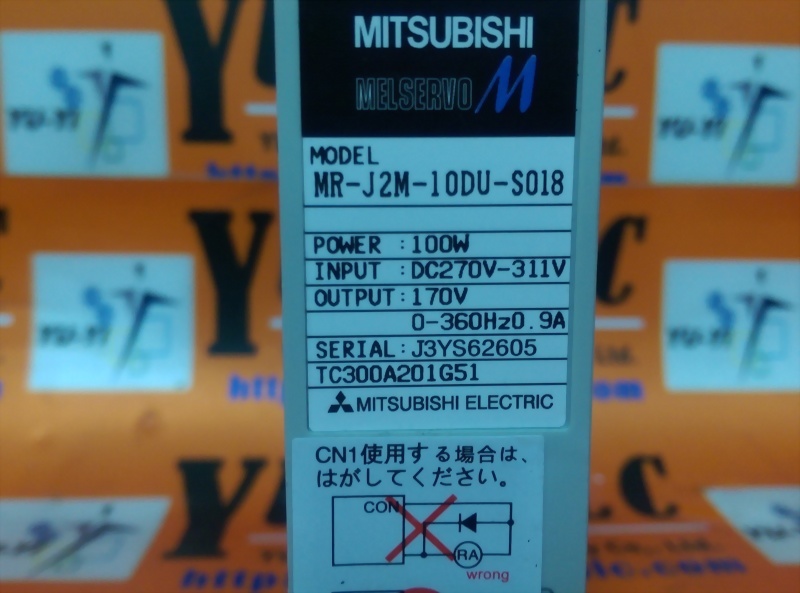 MITSUBISHI
MELSERVO M
MODEL
MR-J2M-10DU-S018
POWER :100W
INPUT :DC270V-311V
OUTPUT:170V
0-360Hz0.9A
SERIAL:J3YS62605
TC300A201G51
MITSUBISHI ELECTRIC
CN1使用する場合は、
はがしてください。
CON
RA
wrong